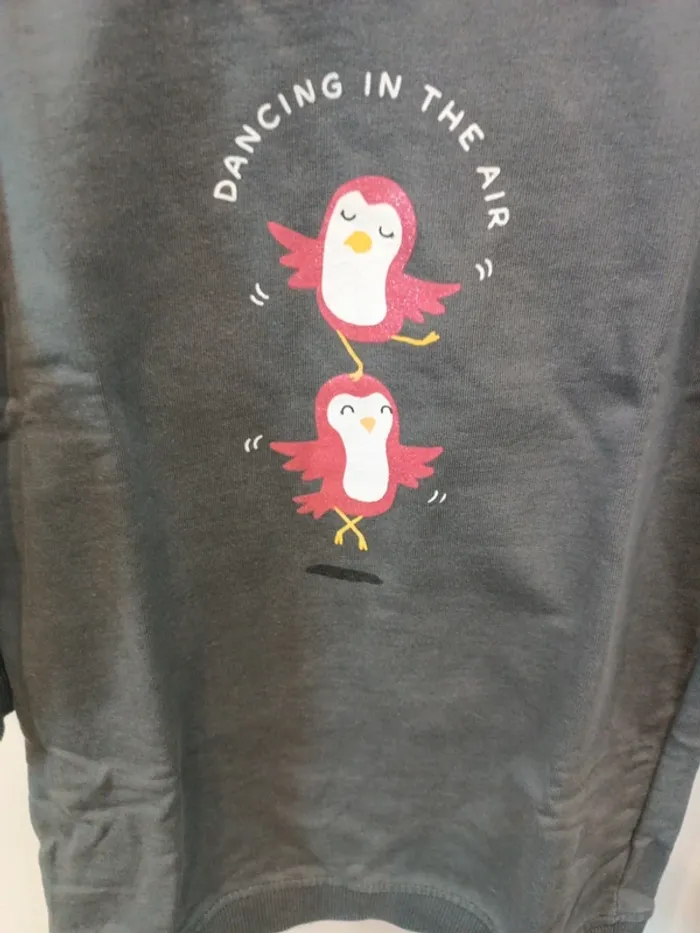 DANCING IN THE AIR